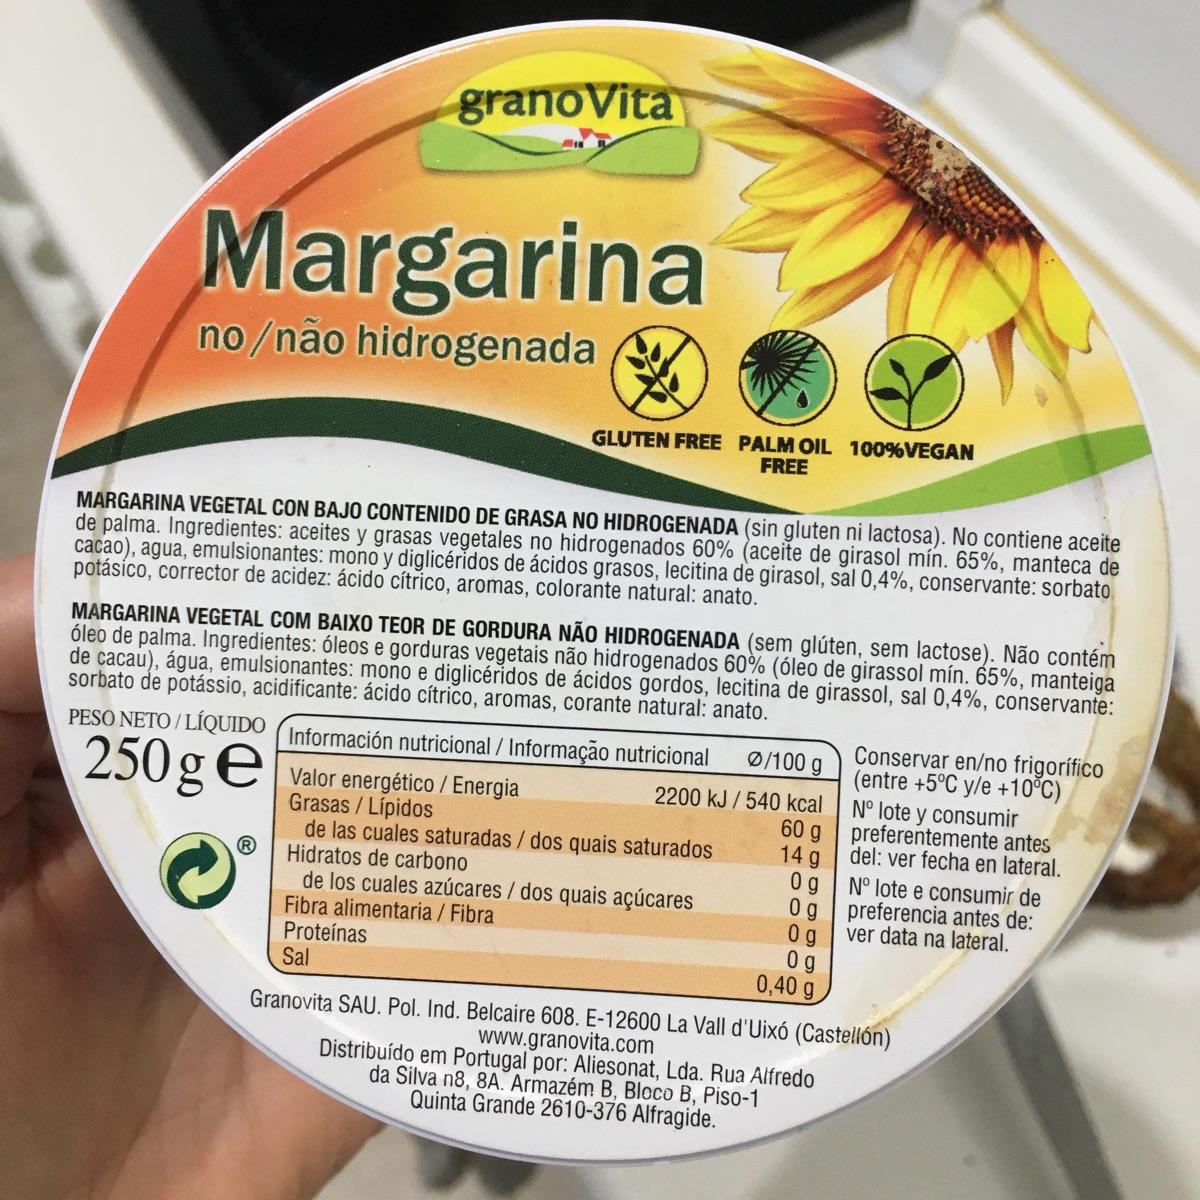 granoVita
Margarina
no/não hidrogenada
GLUTEN FREE
PALM OIL
FREE
100%VEGAN
MARGARINA VEGETAL CON BAJO CONTENIDO DE GRASA NO HIDROGENADA (sin gluten ni lactosa). No contiene aceite
de palma. Ingredientes: aceites y grasas vegetales no hidrogenados 60% (aceite de girasol mín. 65%, manteca de
cacao), agua, emulsionantes: mono y diglicéridos de ácidos grasos, lecitina de girasol, sal 0,4%, conservante: sorbato
potásico, corrector de acidez: ácido cítrico, aromas, colorante natural: anato.
MARGARINA VEGETAL COM BAIXO TEOR DE GORDURA NÃO HIDROGENADA (sem glúten, sem lactose). Não contém
óleo de palma. Ingredientes: óleos e gorduras vegetais não hidrogenados 60% (óleo de girassol mín. 65%, manteiga
de cacau), água, emulsionantes: mono e diglicéridos de ácidos gordos, lecitina de girassol, sal 0,4%, conservante:
sorbato de potássio, acidificante: ácido cítrico, aromas, corante natural: anato.
PESO NETO / LÍQUIDO
250 g e
®
Información nutricional / Informação nutricional Ø/100 g
Valor energético / Energia 2200 kJ / 540 kcal
Grasas / Lípidos 60 g
de las cuales saturadas / dos quais saturados 14 g
Hidratos de carbono 0 g
de los cuales azúcares / dos quais açúcares 0 g
Fibra alimentaria / Fibra 0 g
Proteínas 0 g
Sal 0,40 g
Conservar en/no frigorífico
(entre +5ºC y/e +10ºC)
Nº lote y consumir
preferentemente antes
del: ver fecha en lateral.
Nº lote e consumir de
preferencia antes de:
ver data na lateral.
Granovita SAU. Pol. Ind. Belcaire 608. E-12600 La Vall d'Uixó (Castellón)
www.granovita.com
Distribuído em Portugal por: Aliesonat, Lda. Rua Alfredo
da Silva n8, 8A. Armazém B, Bloco B, Piso-1
Quinta Grande 2610-376 Alfragide.